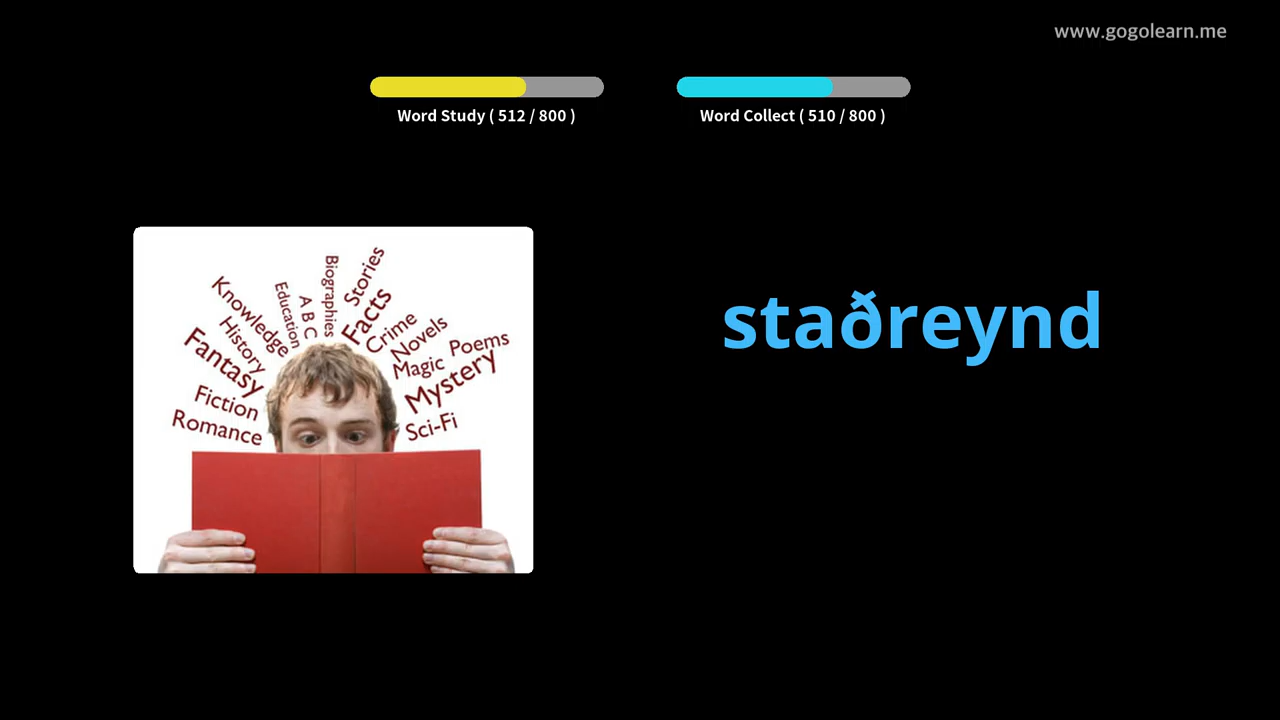 www.gogolearn.me
Word Study ( 512 / 800 )
Word Collect ( 510 / 800 )
Romance
Fiction
Fantasy
History
Knowledge
Education
A B C
Biographies
Stories
Facts
Crime
Novels
Magic
Poems
Mystery
Sci-Fi
staðreynd